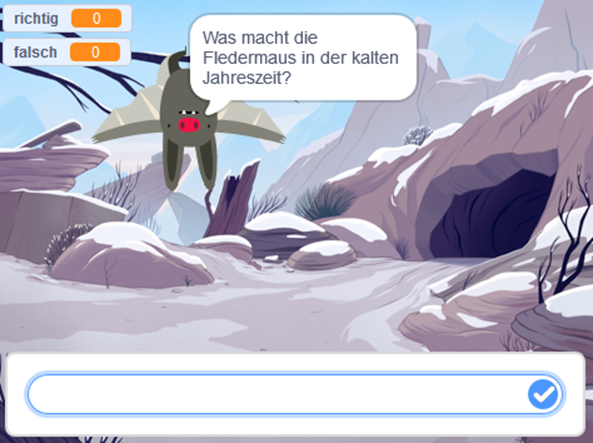 richtig 0
falsch 0
Was macht die
Fledermaus in der kalten
Jahreszeit?